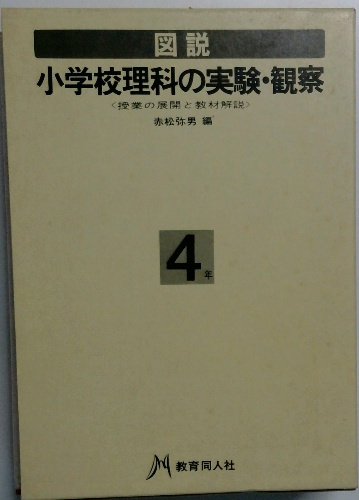 図説
小学校理科の実験・観察
〈授業の展開と教材解説〉
赤松弥男 編
4年
教育同人社